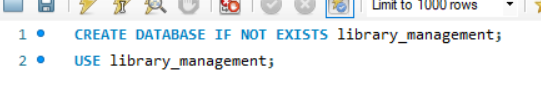 Limit to 1000 rows
1 CREATE DATABASE IF NOT EXISTS library_management;
2 USE library_management;